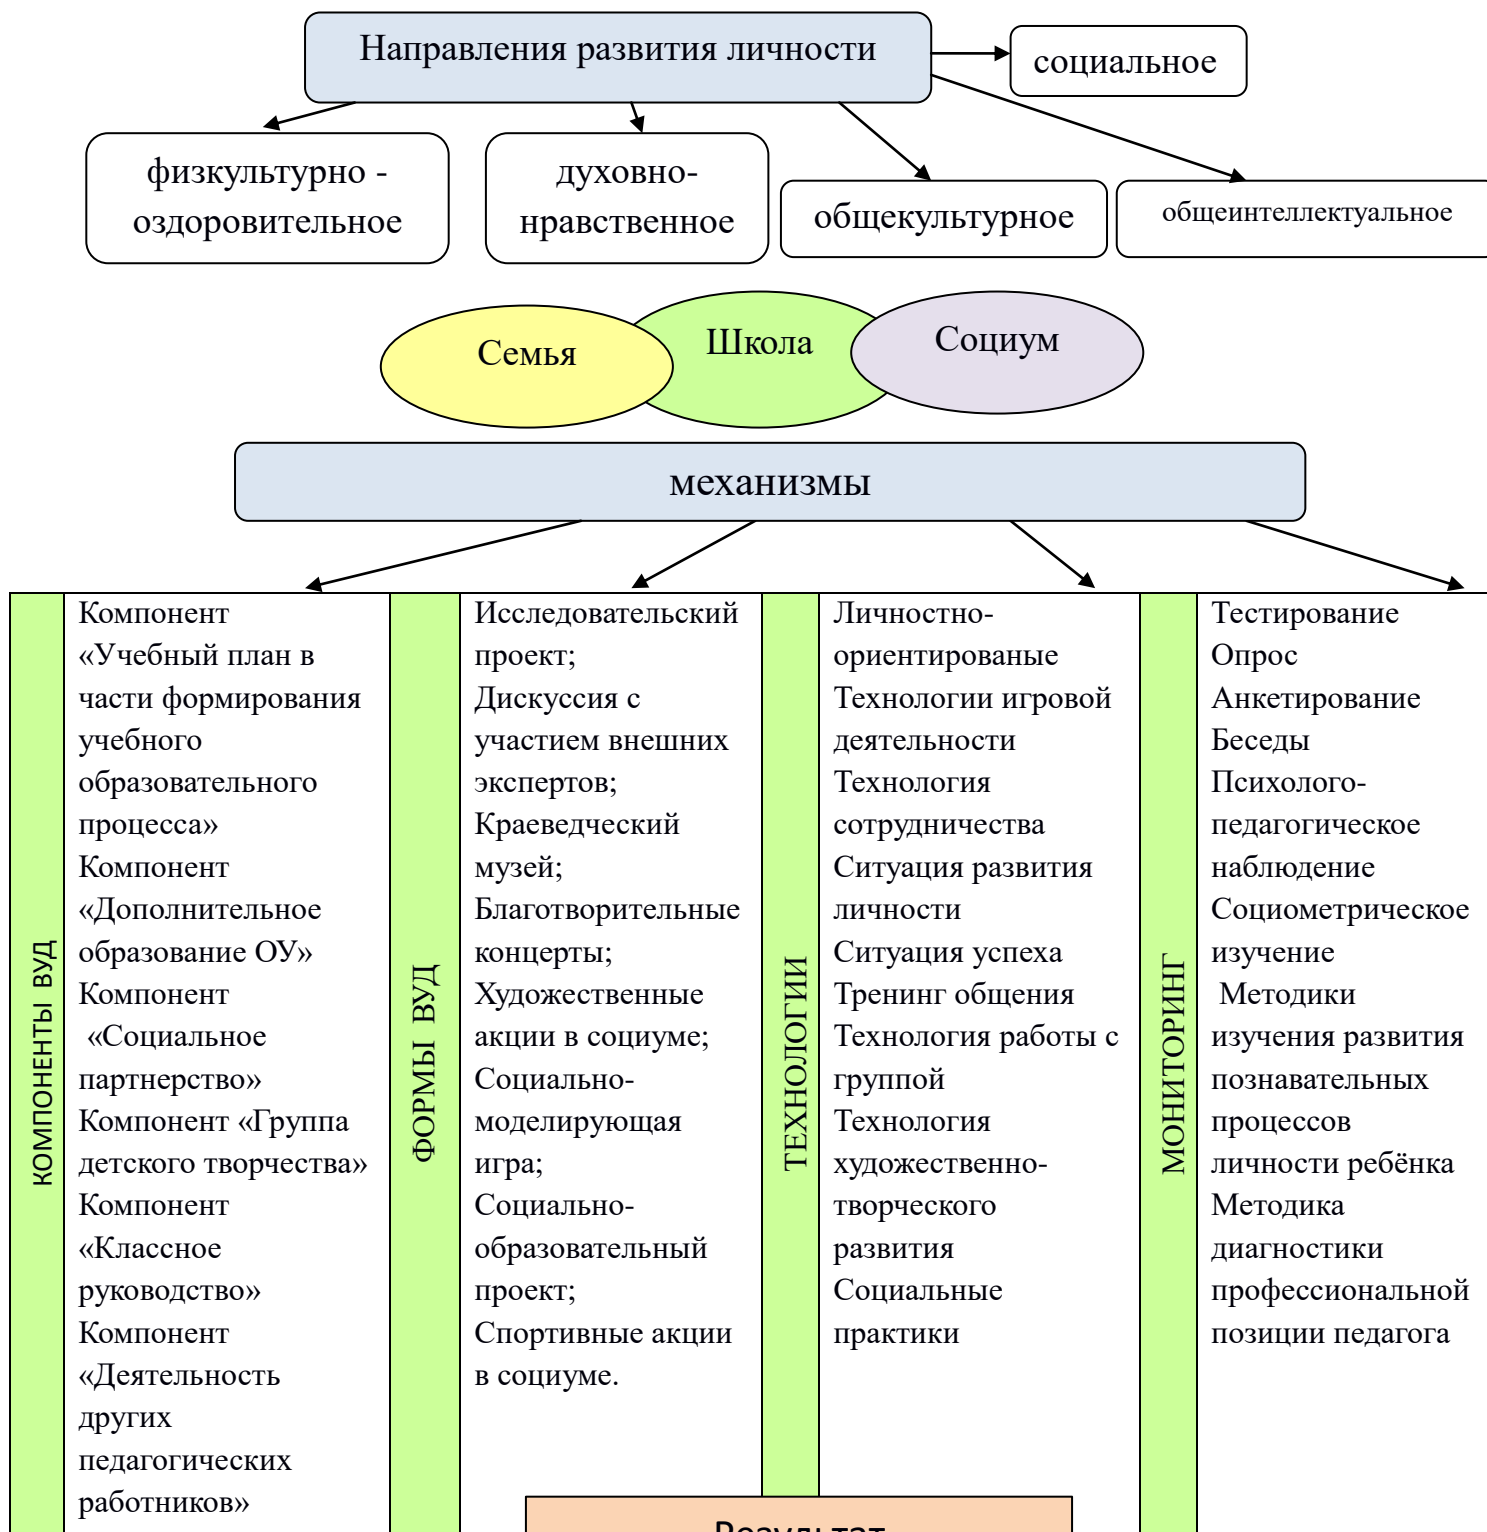 Направления развития личности
социальное
физкультурно -
оздоровительное
духовно-
нравственное
общекультурное
общеинтеллектуальное
Семья
Школа
Социум
механизмы
КОМПОНЕНТЫ ВУД
Компонент
«Учебный план в
части формирования
учебного
образовательного
процесса»
Компонент
«Дополнительное
образование ОУ»
Компонент
«Социальное
партнерство»
Компонент «Группа
детского творчества»
Компонент
«Классное
руководство»
Компонент
«Деятельность
других
педагогических
работников»
ФОРМЫ ВУД
Исследовательский
проект;
Дискуссия с
участием внешних
экспертов;
Краеведческий
музей;
Благотворительные
концерты;
Художественные
акции в социуме;
Социально-
моделирующая
игра;
Социально-
образовательный
проект;
Спортивные акции
в социуме.
ТЕХНОЛОГИИ
Личностно-
ориентированые
Технологии игровой
деятельности
Технология
сотрудничества
Ситуация развития
личности
Ситуация успеха
Тренинг общения
Технология работы с
группой
Технология
художественно-
творческого
развития
Социальные
практики
МОНИТОРИНГ
Тестирование
Опрос
Анкетирование
Беседы
Психолого-
педагогическое
наблюдение
Социометрическое
изучение
Методики
изучения развития
познавательных
процессов
личности ребёнка
Методика
диагностики
профессиональной
позиции педагога
Результат